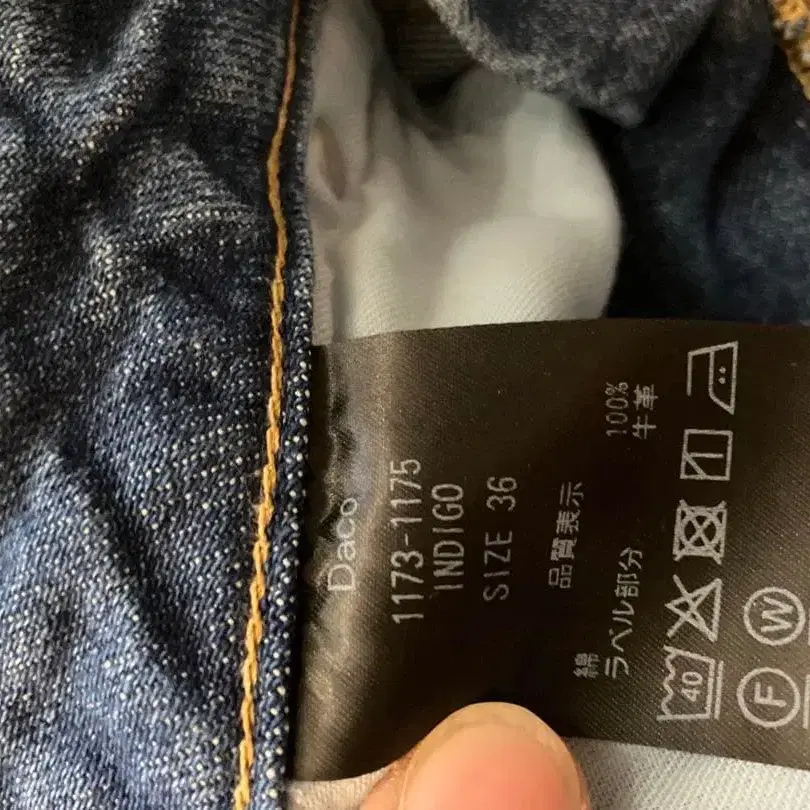 Daco
1173-1175
INDIGO
SIZE 36
品質表示
綿 100%
ラベル部分 牛革
40
F
W